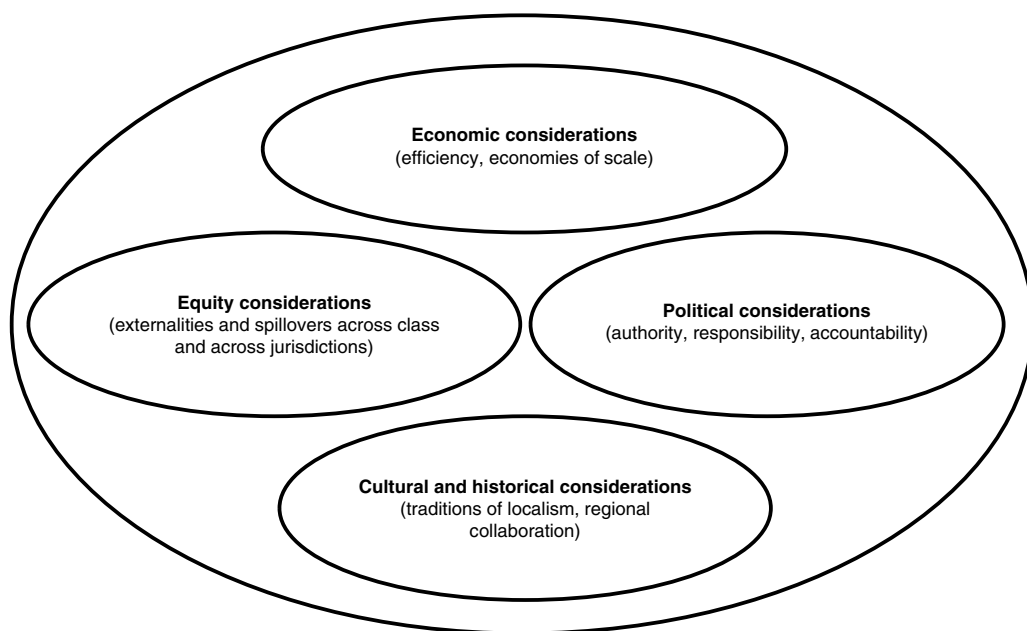 Economic considerations
(efficiency, economies of scale)
Equity considerations
(externalities and spillovers across class
and across jurisdictions)
Political considerations
(authority, responsibility, accountability)
Cultural and historical considerations
(traditions of localism, regional
collaboration)